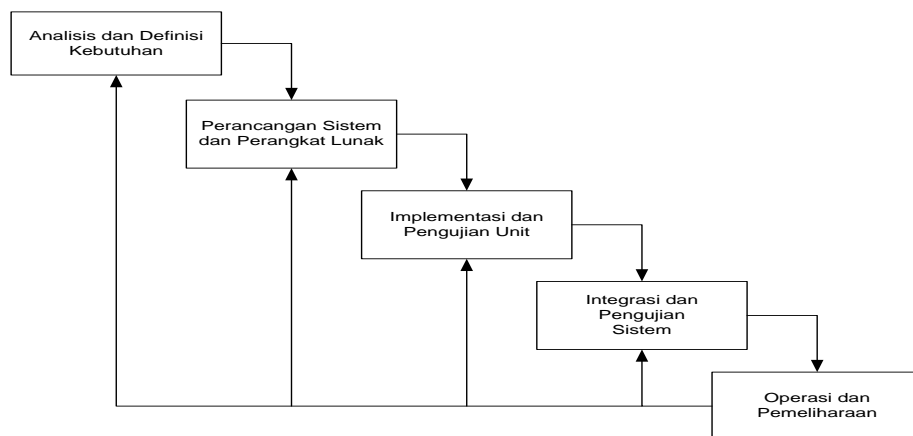 Analisis dan Definisi
Kebutuhan
Perancangan Sistem
dan Perangkat Lunak
Implementasi dan
Pengujian Unit
Integrasi dan
Pengujian
Sistem
Operasi dan
Pemeliharaan